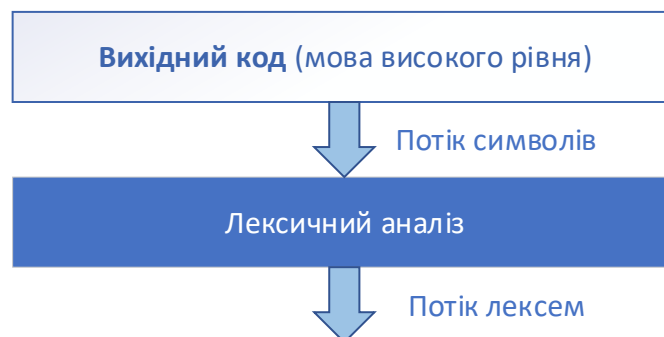 Вихідний код (мова високого рівня)
Потік символів
Лексичний аналіз
Потік лексем